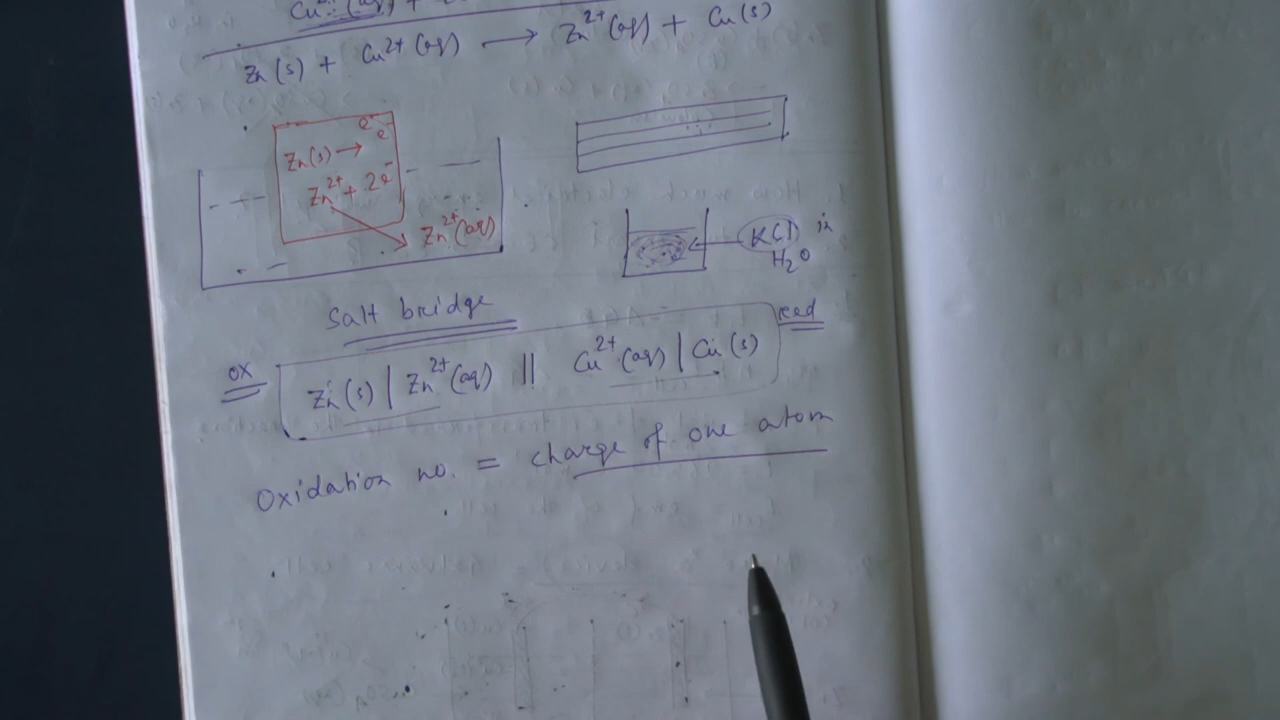 Zn(s) + Cu²⁺(aq) ⟶ Zn²⁺(aq) + Cu(s)
e⁻
e⁻
Zn(s) →
Zn²⁺ + 2e⁻
Zn²⁺(aq)
KCl in
H₂O
Salt bridge
ox
Zn(s) | Zn²⁺(aq) || Cu²⁺(aq) | Cu(s)
red
Oxidation no. = charge of one atom